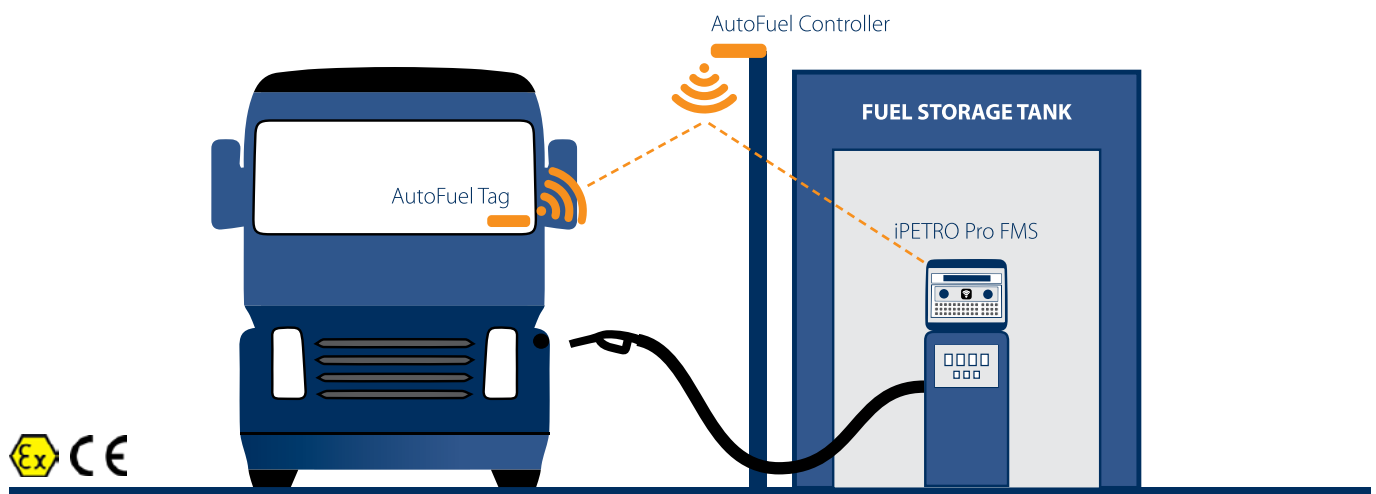 AutoFuel Controller
FUEL STORAGE TANK
AutoFuel Tag
iPETRO Pro FMS
Ex CE